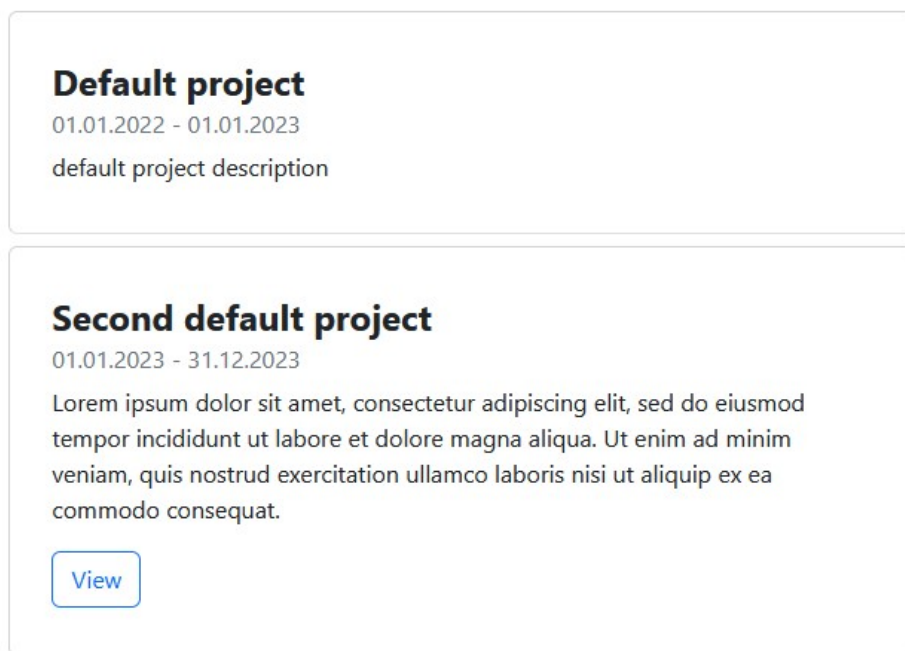 Default project
01.01.2022 - 01.01.2023
default project description
Second default project
01.01.2023 - 31.12.2023
Lorem ipsum dolor sit amet, consectetur adipiscing elit, sed do eiusmod
tempor incididunt ut labore et dolore magna aliqua. Ut enim ad minim
veniam, quis nostrud exercitation ullamco laboris nisi ut aliquip ex ea
commodo consequat.
View